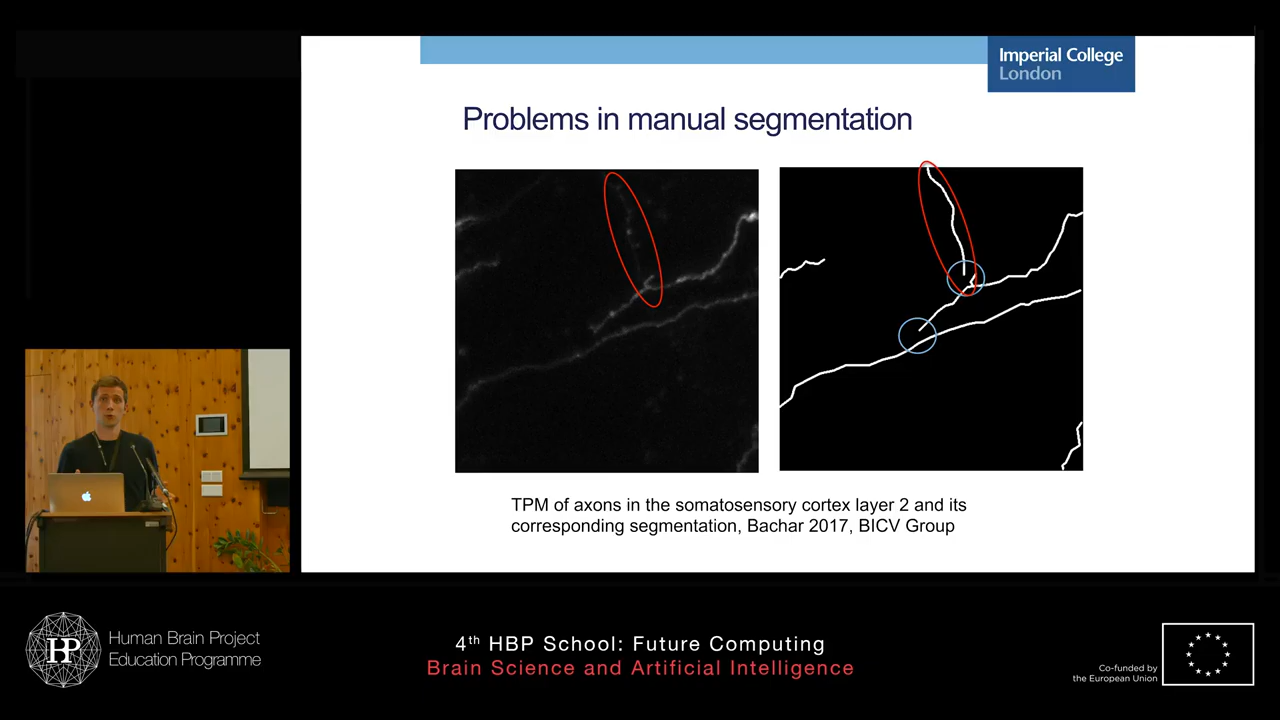 Imperial College
London
Problems in manual segmentation
TPM of axons in the somatosensory cortex layer 2 and its
corresponding segmentation, Bachar 2017, BICV Group
HBP
Human Brain Project
Education Programme
4th HBP School: Future Computing
Brain Science and Artificial Intelligence
Co-funded by
the European Union